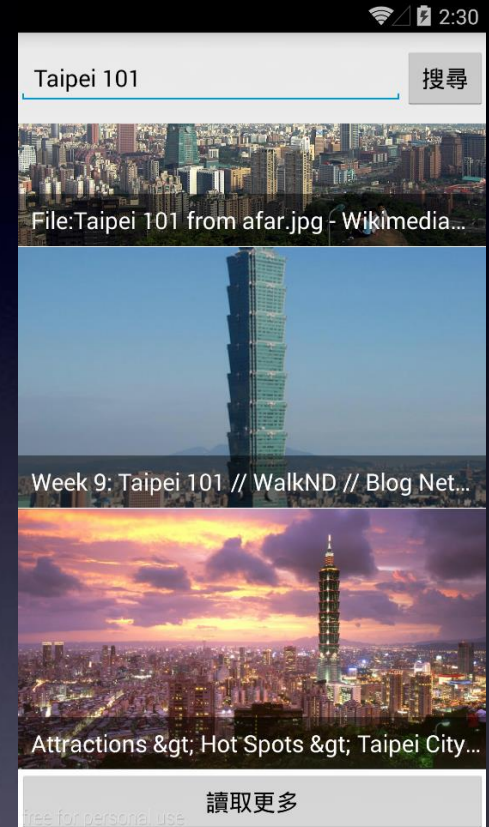 2:30
Taipei 101
搜尋
File:Taipei 101 from afar.jpg - Wikimedia...
Week 9: Taipei 101 // WalkND // Blog Net...
Attractions &gt; Hot Spots &gt; Taipei City...
讀取更多
free for personal use